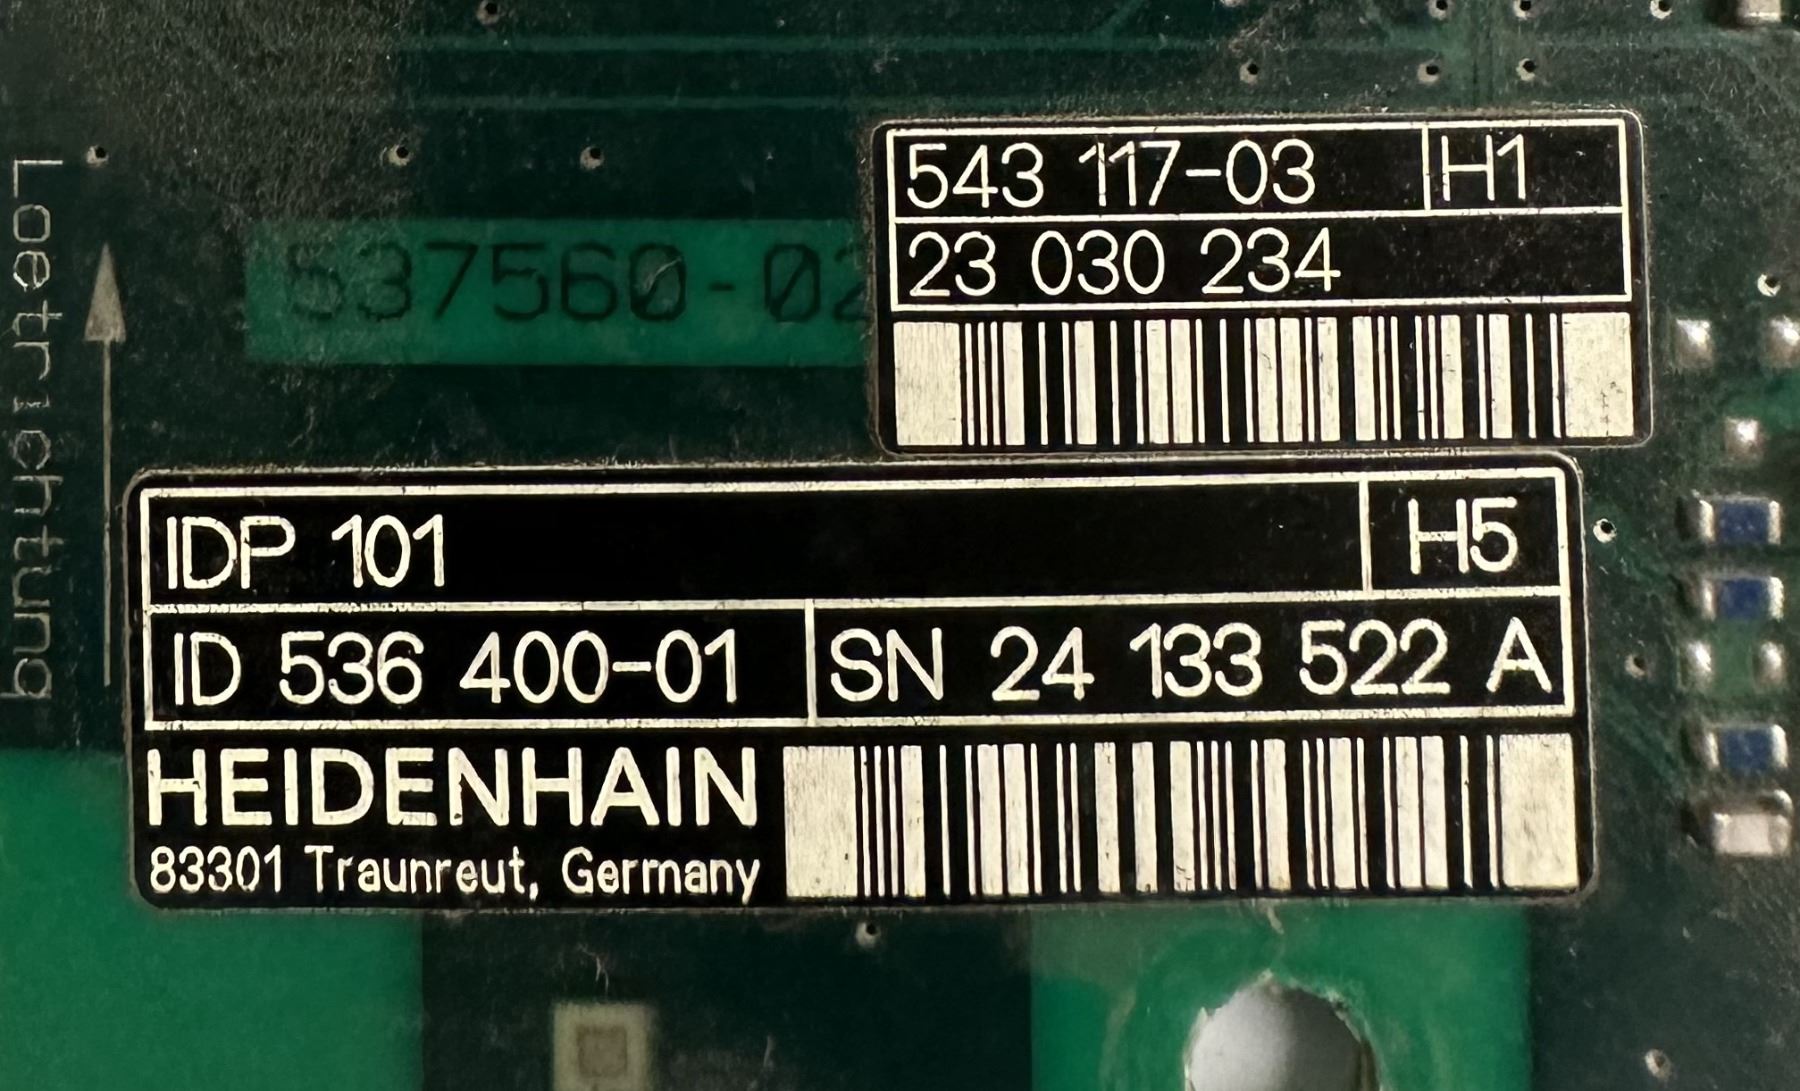 Loetrichtung
537560-02
543 117-03 H1
23 030 234
IDP 101 H5
ID 536 400-01 SN 24 133 522 A
HEIDENHAIN
83301 Traunreut, Germany